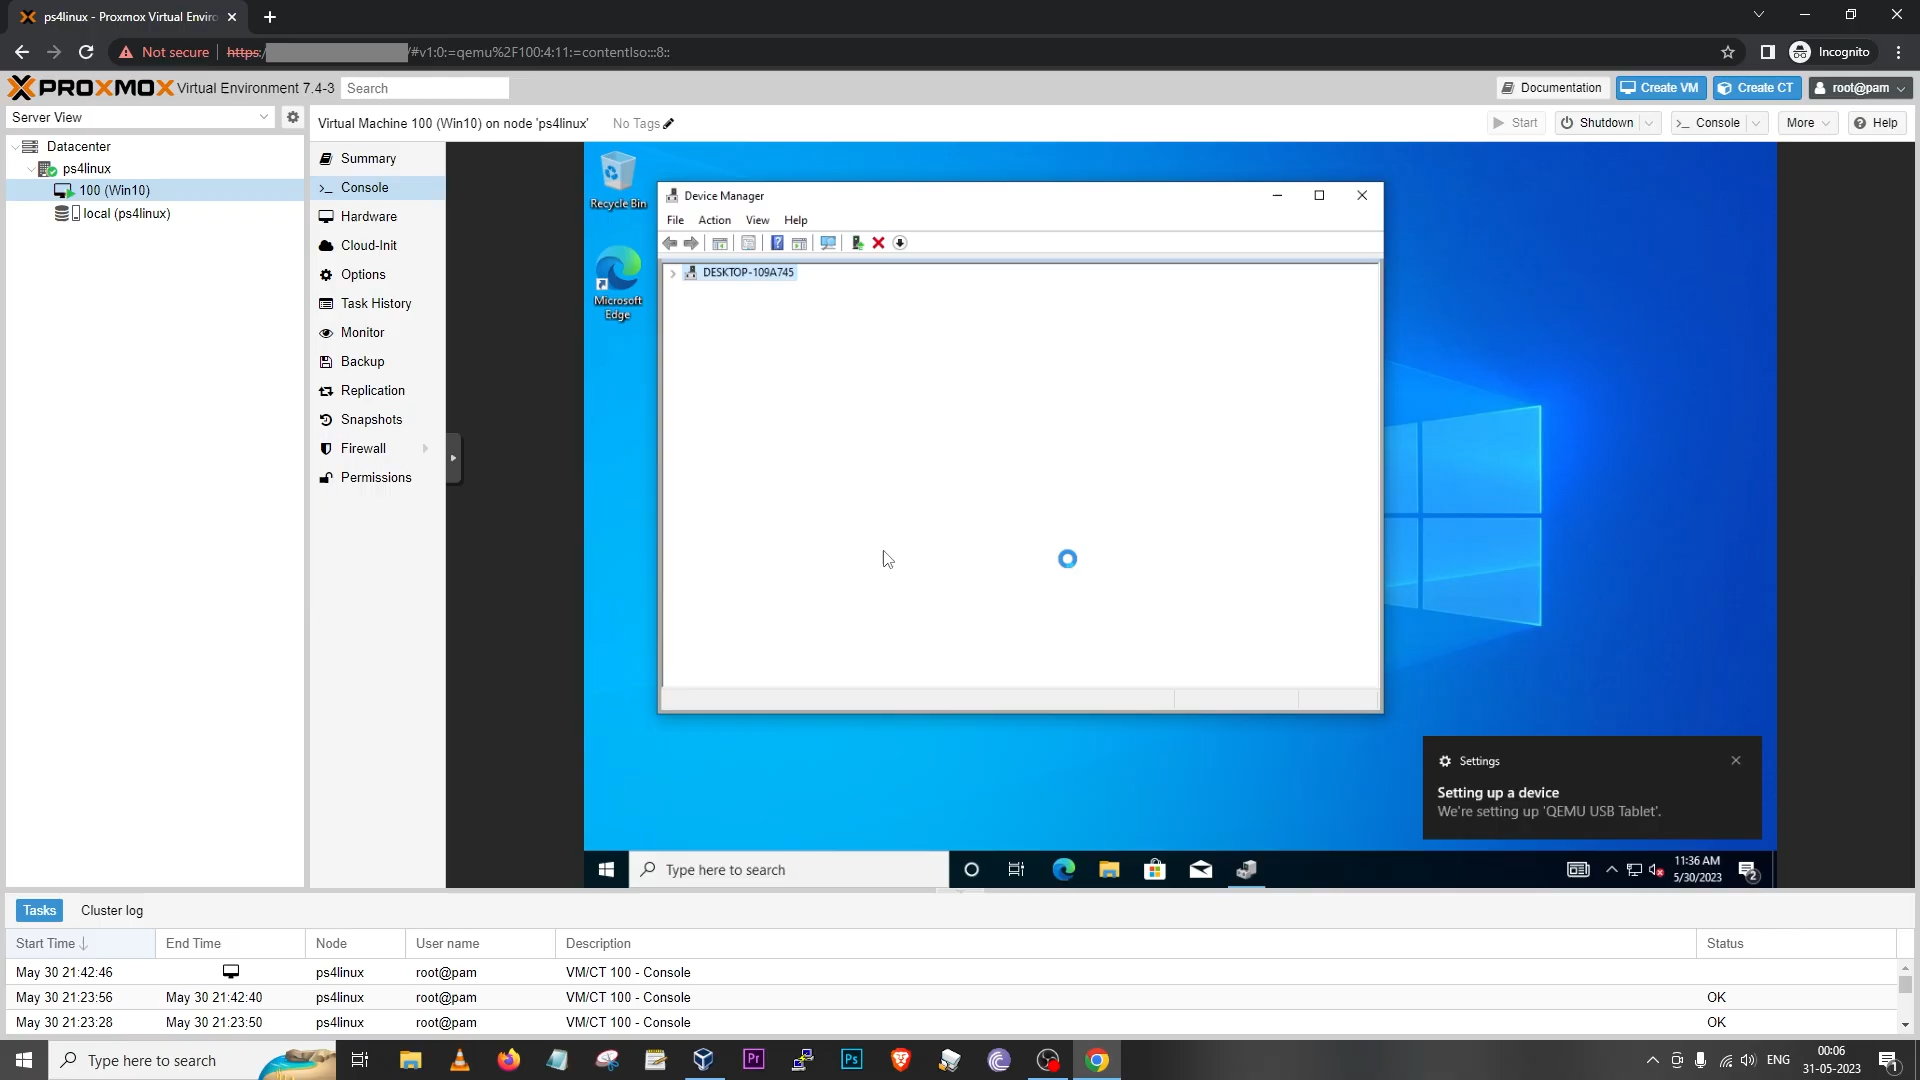 ps4linux - Proxmox Virtual Enviro
Not secure
https:/
/#v1:0:=qemu%2F100:4:11:=contentIso:::8::
Incognito
PROXMOX Virtual Environment 7.4-3
Search
Documentation
Create VM
Create CT
root@pam
Server View
Virtual Machine 100 (Win10) on node 'ps4linux'
No Tags
Start
Shutdown
Console
More
Help
Datacenter
ps4linux
100 (Win10)
local (ps4linux)
Summary
Console
Hardware
Cloud-Init
Options
Task History
Monitor
Backup
Replication
Snapshots
Firewall
Permissions
Recycle Bin
Microsoft
Edge
Device Manager
File Action View Help
DESKTOP-109A745
Settings
Setting up a device
We're setting up 'QEMU USB Tablet'.
Type here to search
11:36 AM
5/30/2023
2
Tasks
Cluster log
Start Time End Time Node User name Description Status
May 30 21:42:46 ps4linux root@pam VM/CT 100 - Console
May 30 21:23:56 May 30 21:42:40 ps4linux root@pam VM/CT 100 - Console OK
May 30 21:23:28 May 30 21:23:50 ps4linux root@pam VM/CT 100 - Console OK
Type here to search
Pr
Ps
ENG
00:06
31-05-2023
1